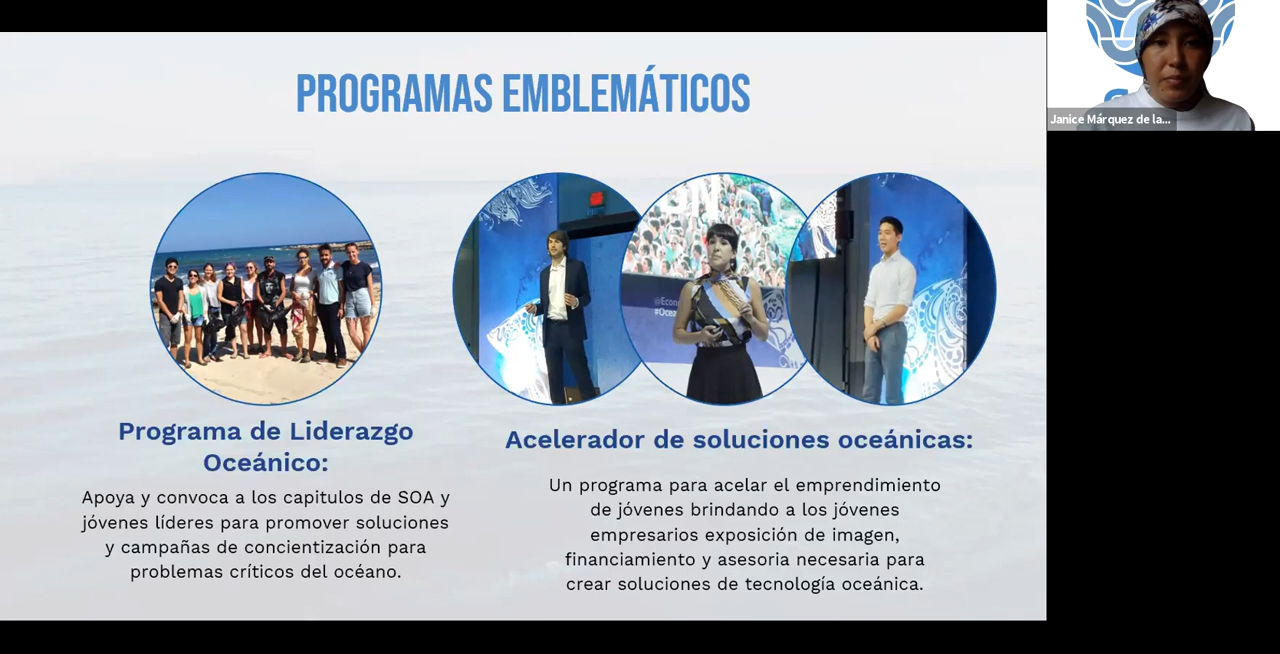 PROGRAMAS EMBLEMÁTICOS
Janice Márquez de la...
@Econo
#Ocea
Programa de Liderazgo
Oceánico:
Apoya y convoca a los capitulos de SOA y
jóvenes líderes para promover soluciones
y campañas de concientización para
problemas críticos del océano.
Acelerador de soluciones oceánicas:
Un programa para acelar el emprendimiento
de jóvenes brindando a los jóvenes
empresarios exposición de imagen,
financiamiento y asesoria necesaria para
crear soluciones de tecnología oceánica.